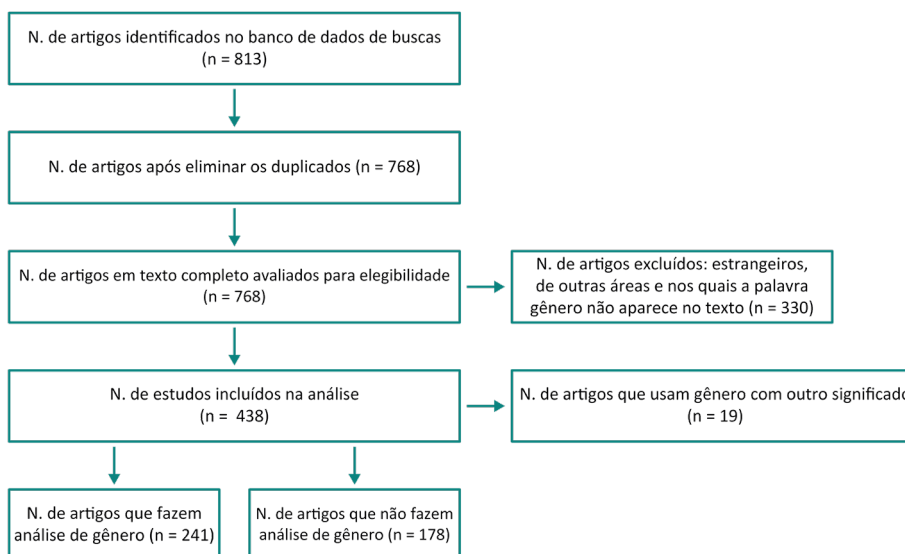 N. de artigos identificados no banco de dados de buscas
(n = 813)
N. de artigos após eliminar os duplicados (n = 768)
N. de artigos em texto completo avaliados para elegibilidade
(n = 768)
N. de artigos excluídos: estrangeiros,
de outras áreas e nos quais a palavra
gênero não aparece no texto (n = 330)
N. de estudos incluídos na análise
(n = 438)
N. de artigos que usam gênero com outro significado
(n = 19)
N. de artigos que fazem
análise de gênero (n = 241)
N. de artigos que não fazem
análise de gênero (n = 178)